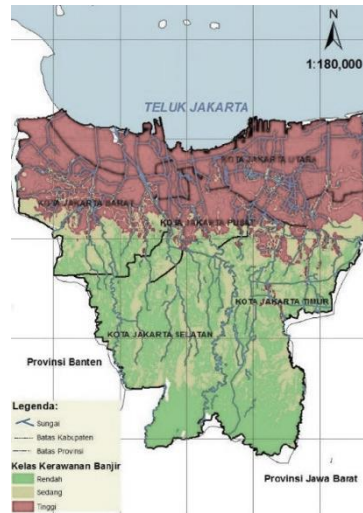 N
1:180,000
TELUK JAKARTA
KOTA JAKARTA UTARA
KOTA JAKARTA BARAT
KOTA JAKARTA PUSAT
KOTA JAKARTA TIMUR
KOTA JAKARTA SELATAN
Provinsi Banten
Provinsi Jawa Barat
Legenda:
Sungai
Batas Kabupaten
Batas Provinsi
Kelas Kerawanan Banjir
Rendah
Sedang
Tinggi